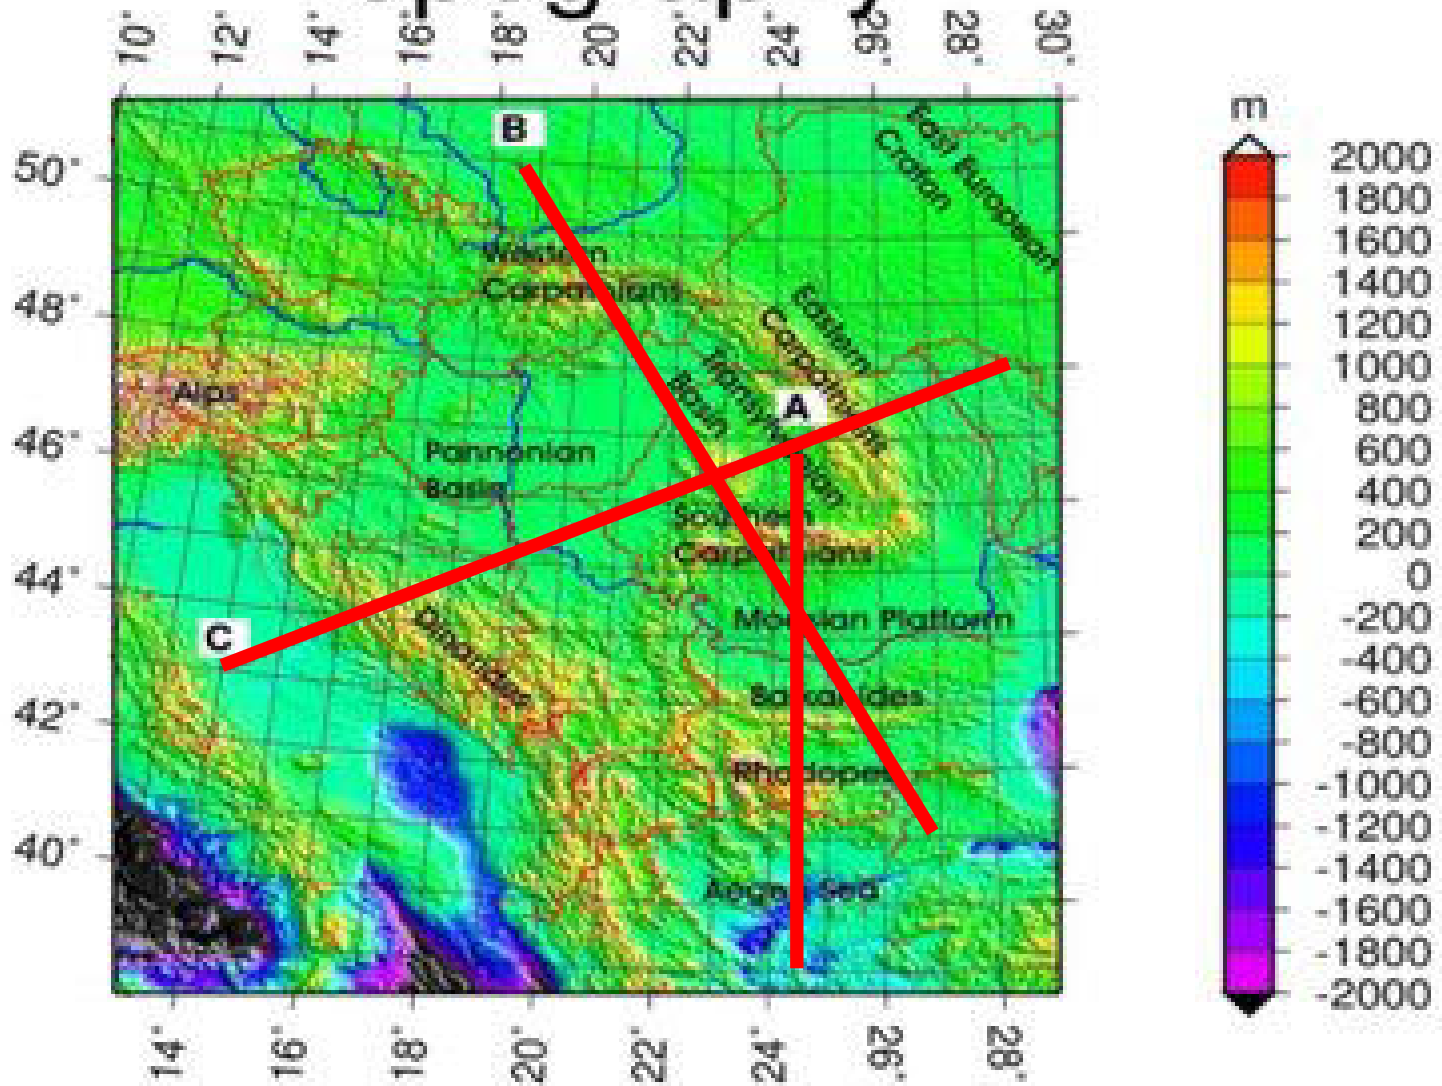 10° 12° 14° 16° 18° 20° 22° 24° 26° 28° 30°
B
East European
Craton
m
50°
48°
46°
44°
42°
40°
Western
Carpathians
Eastern
Carpathians
Alps
Basin
A
Pannonian
Basin
Southern
Carpathians
C
Dinarides
Moesian Platform
Balkanides
Rhodopes
Aegean Sea
2000
1800
1600
1400
1200
1000
800
600
400
200
0
-200
-400
-600
-800
-1000
-1200
-1400
-1600
-1800
-2000
14° 16° 18° 20° 22° 24° 26° 28°